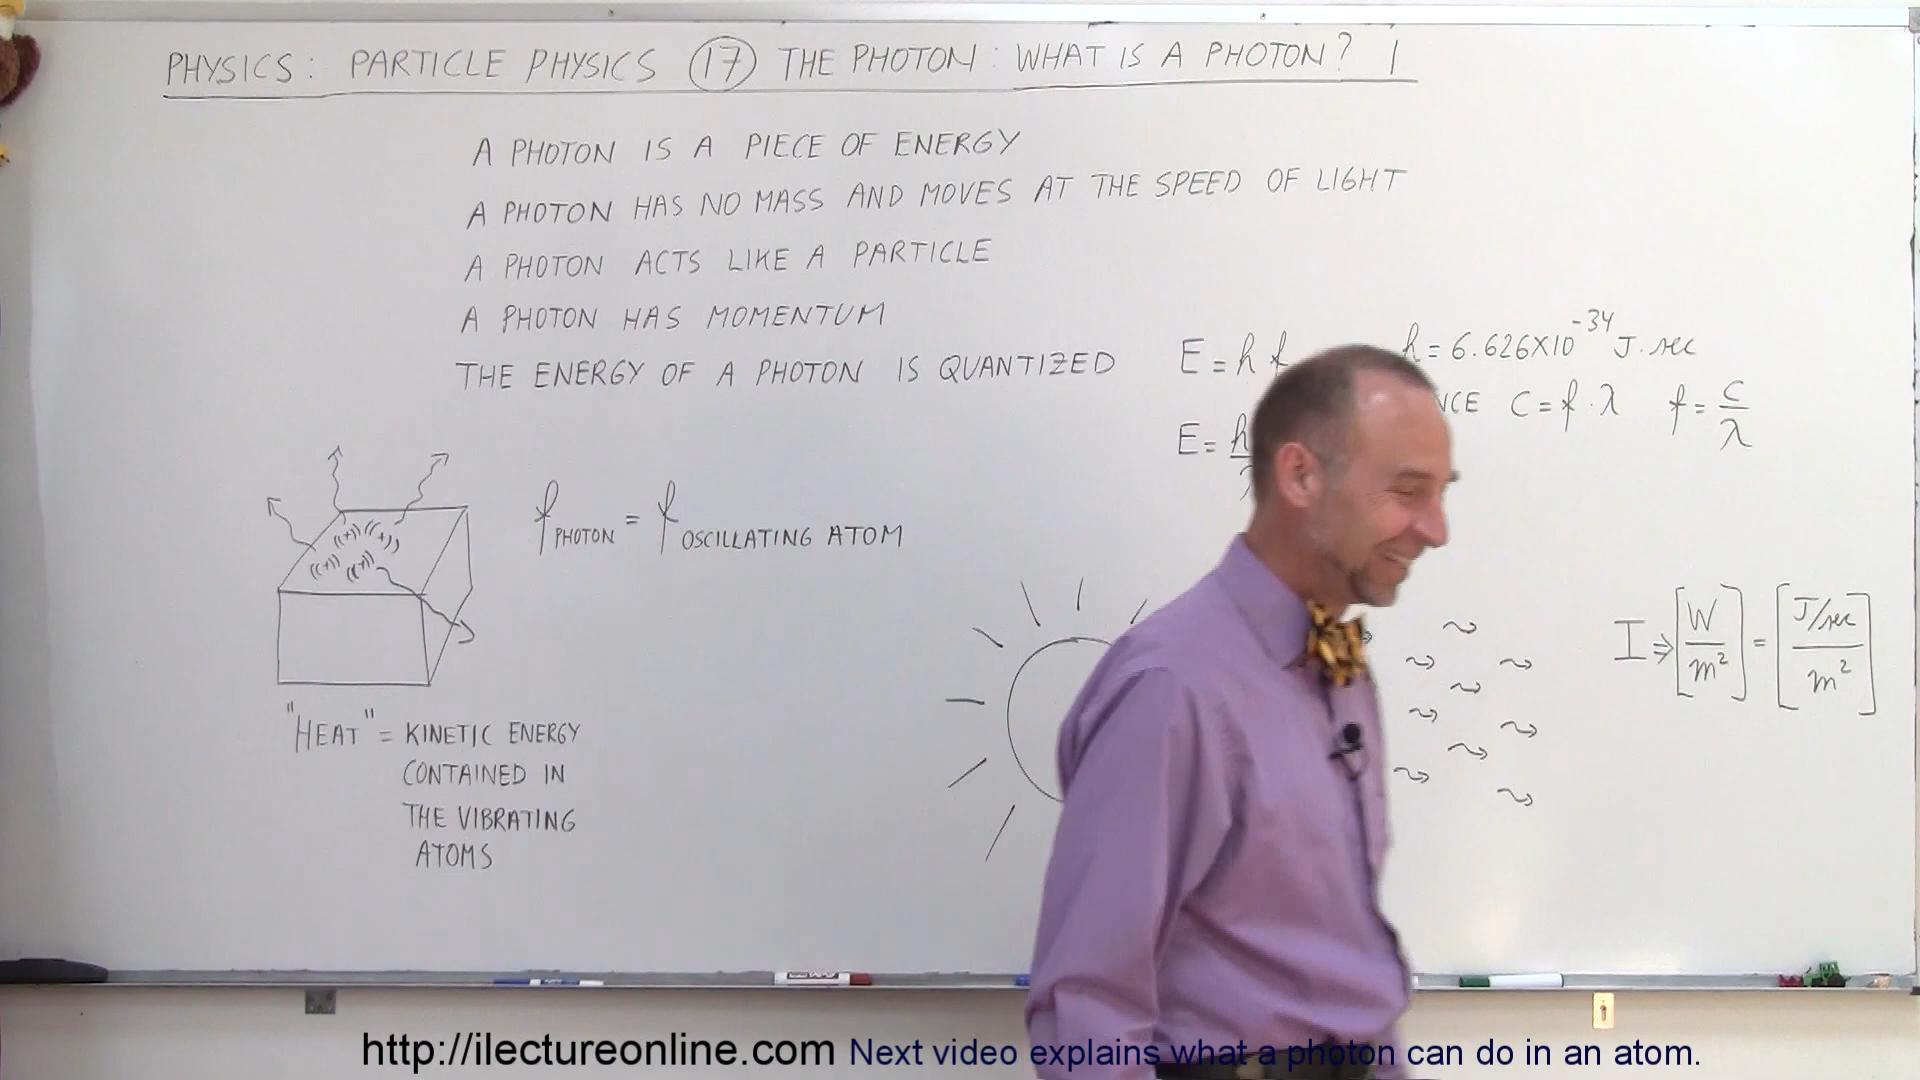 PHYSICS: PARTICLE PHYSICS 17 THE PHOTON: WHAT IS A PHOTON? 1
A PHOTON IS A PIECE OF ENERGY
A PHOTON HAS NO MASS AND MOVES AT THE SPEED OF LIGHT
A PHOTON ACTS LIKE A PARTICLE
A PHOTON HAS MOMENTUM
THE ENERGY OF A PHOTON IS QUANTIZED
E = h f
h = 6.626X10⁻³⁴ J·sec
C = f·λ f = C/λ
E = h
f PHOTON = f OSCILLATING ATOM
I ⇒ [W/m²] = [J/sec/m²]
"HEAT" = KINETIC ENERGY
CONTAINED IN
THE VIBRATING
ATOMS
http://ilectureonline.com Next video explains what a photon can do in an atom.